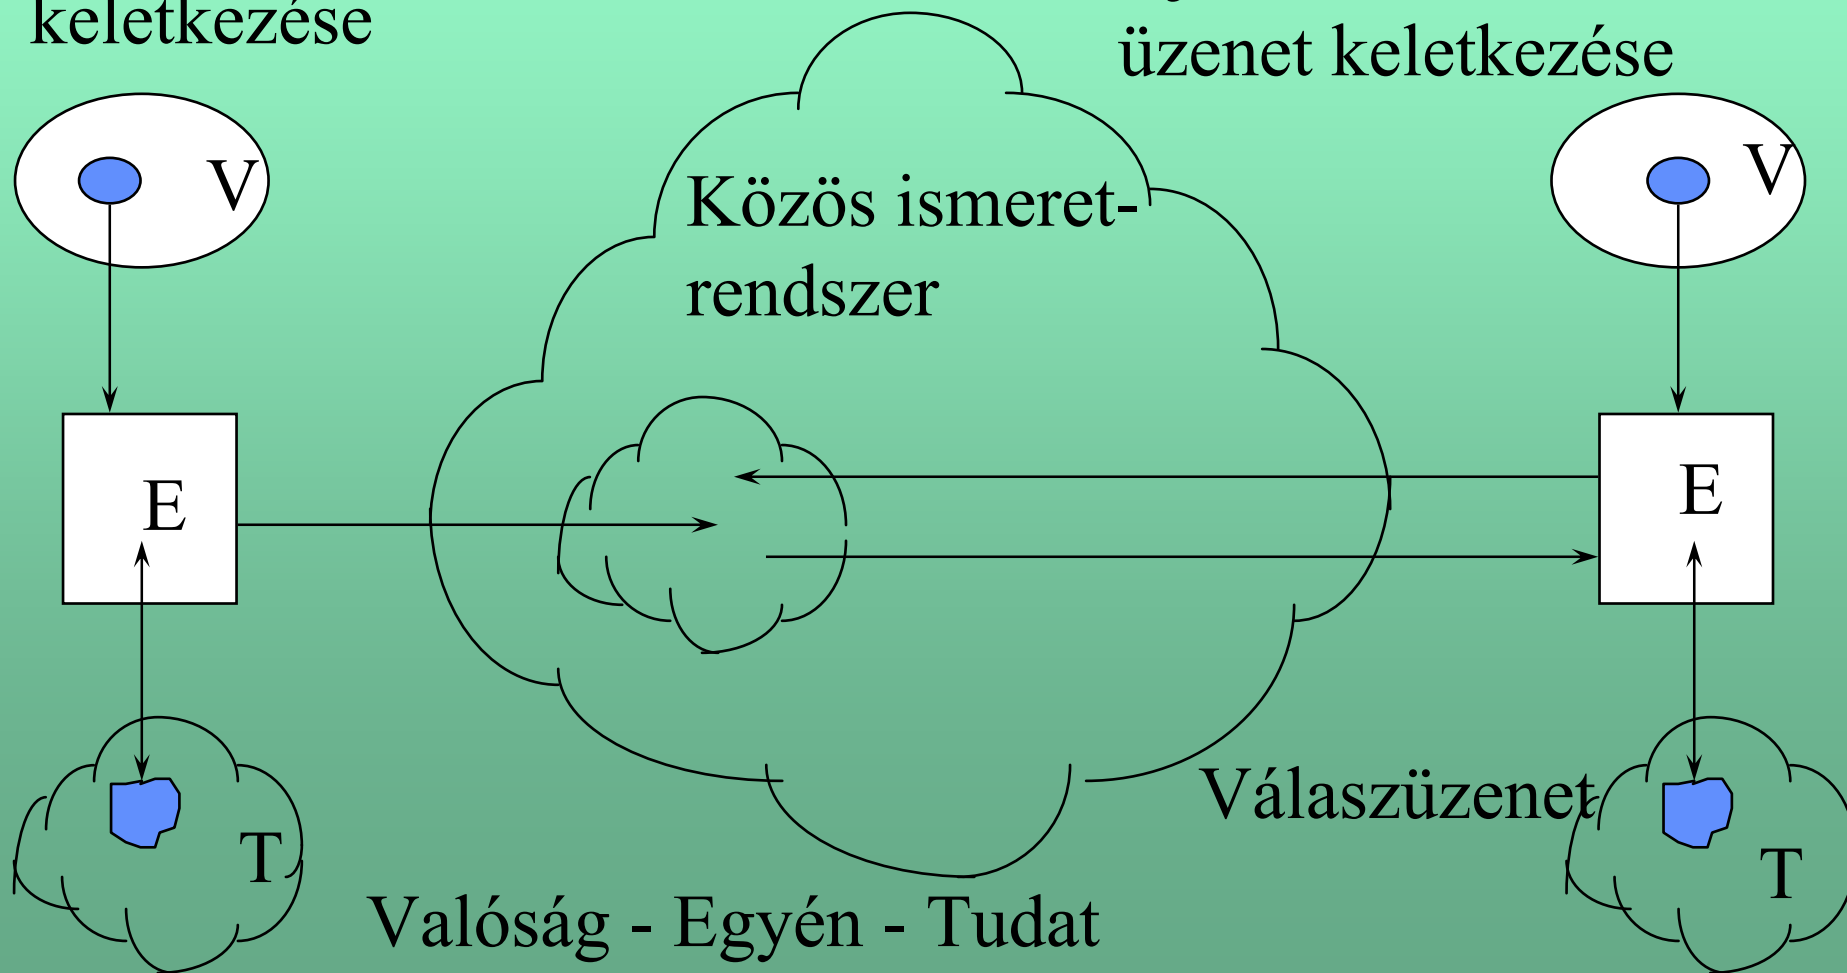 keletkezése
üzenet keletkezése
V
V
Közös ismeret-
rendszer
E
E
Válaszüzenet
T
T
Valóság - Egyén - Tudat